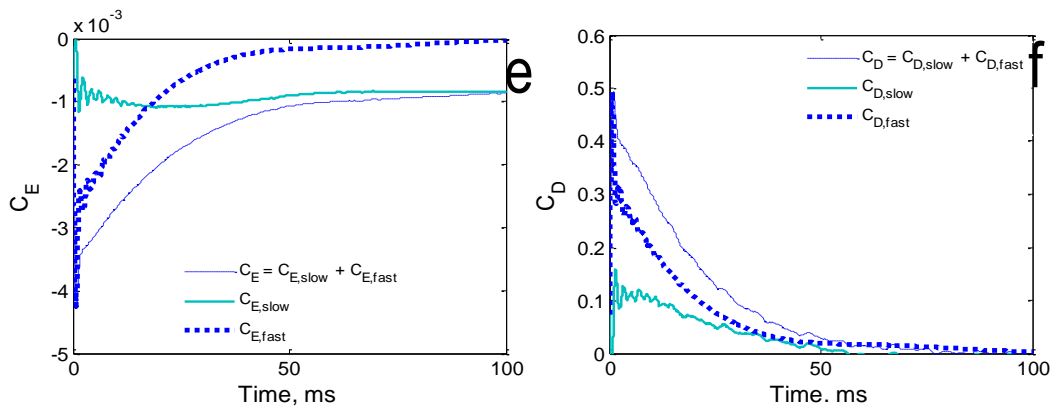 x 10⁻³
0
-1
-2
-3
-4
-5
C_E
C_E = C_E,slow + C_E,fast
C_E,slow
C_E,fast
0
50
100
Time, ms
e
0.6
0.5
0.4
0.3
0.2
0.1
0
C_D
C_D = C_D,slow + C_D,fast
C_D,slow
C_D,fast
0
50
100
Time. ms
f